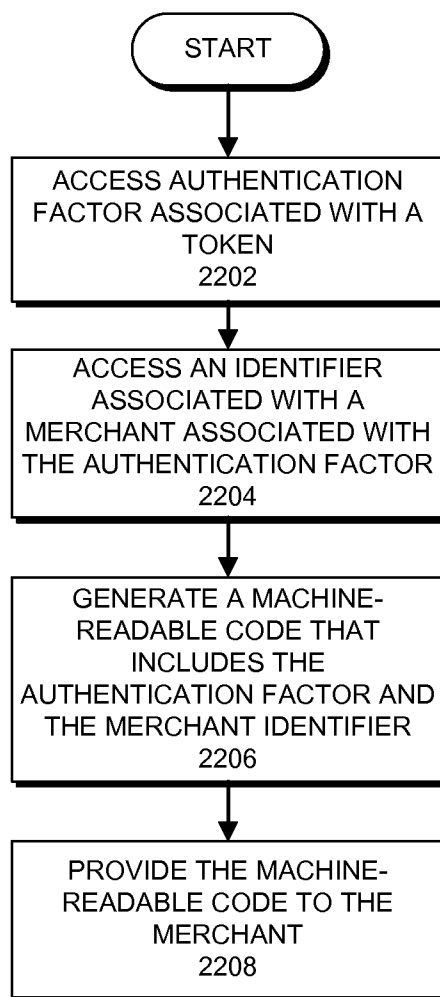 START
ACCESS AUTHENTICATION
FACTOR ASSOCIATED WITH A
TOKEN
2202
ACCESS AN IDENTIFIER
ASSOCIATED WITH A
MERCHANT ASSOCIATED WITH
THE AUTHENTICATION FACTOR
2204
GENERATE A MACHINE-
READABLE CODE THAT
INCLUDES THE
AUTHENTICATION FACTOR AND
THE MERCHANT IDENTIFIER
2206
PROVIDE THE MACHINE-
READABLE CODE TO THE
MERCHANT
2208